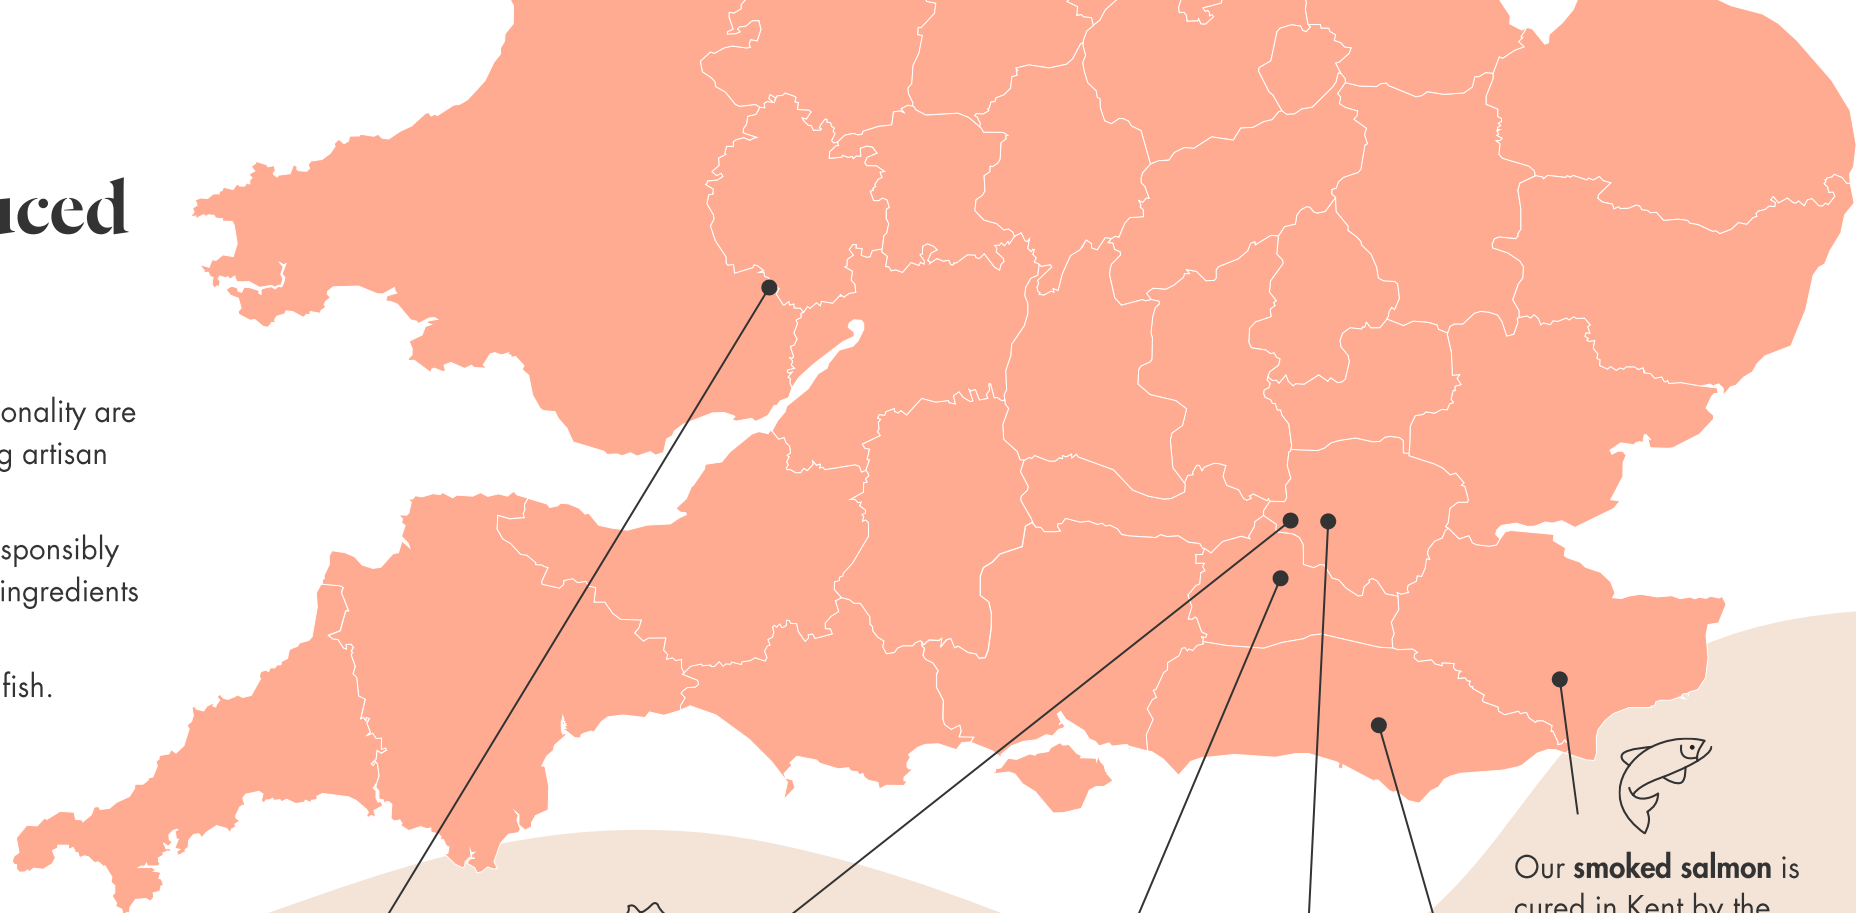 uced
onality are
g artisan
sponsibly
ingredients
fish.
Our smoked salmon is
cured in Kent by the